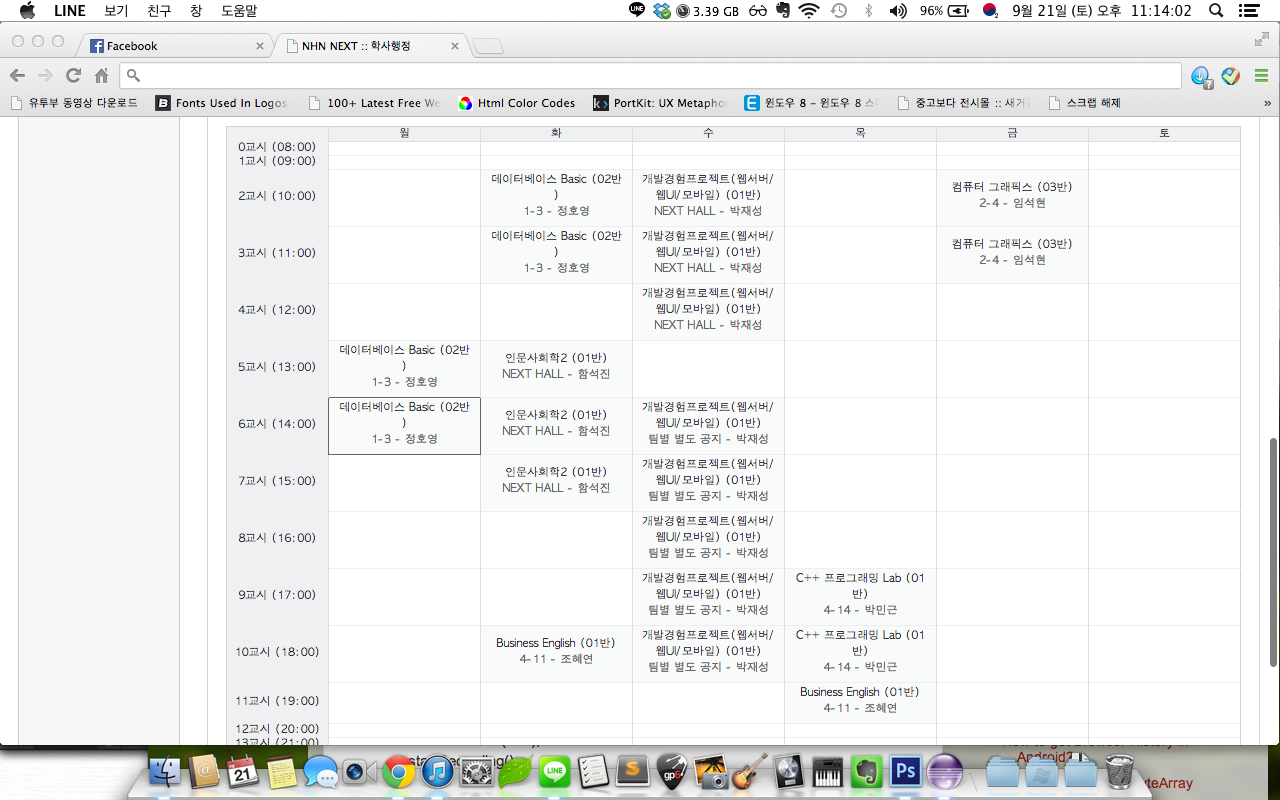 LINE 보기 친구 창 도움말 3.39 GB 96% 9월 21일 (토) 오후 11:14:02
Facebook NHN NEXT :: 학사행정
유투부 동영상 다운로드 Fonts Used In Logos 100+ Latest Free We Html Color Codes PortKit: UX Metapho 윈도우 8 – 윈도우 8 중고보다 전시몰 :: 새 스크랩 해제 »
월 화 수 목 금 토
0교시 (08:00)
1교시 (09:00)
2교시 (10:00)
데이터베이스 Basic (02반
)
1-3 - 정호영
개발경험프로젝트(웹서버/
웹UI/모바일) (01반)
NEXT HALL - 박재성
컴퓨터 그래픽스 (03반)
2-4 - 임석현
3교시 (11:00)
데이터베이스 Basic (02반
)
1-3 - 정호영
개발경험프로젝트(웹서버/
웹UI/모바일) (01반)
NEXT HALL - 박재성
컴퓨터 그래픽스 (03반)
2-4 - 임석현
4교시 (12:00)
개발경험프로젝트(웹서버/
웹UI/모바일) (01반)
NEXT HALL - 박재성
5교시 (13:00)
데이터베이스 Basic (02반
)
1-3 - 정호영
인문사회학2 (01반)
NEXT HALL - 함석진
6교시 (14:00)
데이터베이스 Basic (02반
)
1-3 - 정호영
인문사회학2 (01반)
NEXT HALL - 함석진
개발경험프로젝트(웹서버/
웹UI/모바일) (01반)
팀별 별도 공지 - 박재성
7교시 (15:00)
인문사회학2 (01반)
NEXT HALL - 함석진
개발경험프로젝트(웹서버/
웹UI/모바일) (01반)
팀별 별도 공지 - 박재성
8교시 (16:00)
개발경험프로젝트(웹서버/
웹UI/모바일) (01반)
팀별 별도 공지 - 박재성
9교시 (17:00)
개발경험프로젝트(웹서버/
웹UI/모바일) (01반)
팀별 별도 공지 - 박재성
C++ 프로그래밍 Lab (01
반)
4-14 - 박민근
10교시 (18:00)
Business English (01반)
4-11 - 조혜연
개발경험프로젝트(웹서버/
웹UI/모바일) (01반)
팀별 별도 공지 - 박재성
C++ 프로그래밍 Lab (01
반)
4-14 - 박민근
11교시 (19:00)
Business English (01반)
4-11 - 조혜연
12교시 (20:00)
13교시 (21:00)
Android?
21 LINE S gp6 Ps